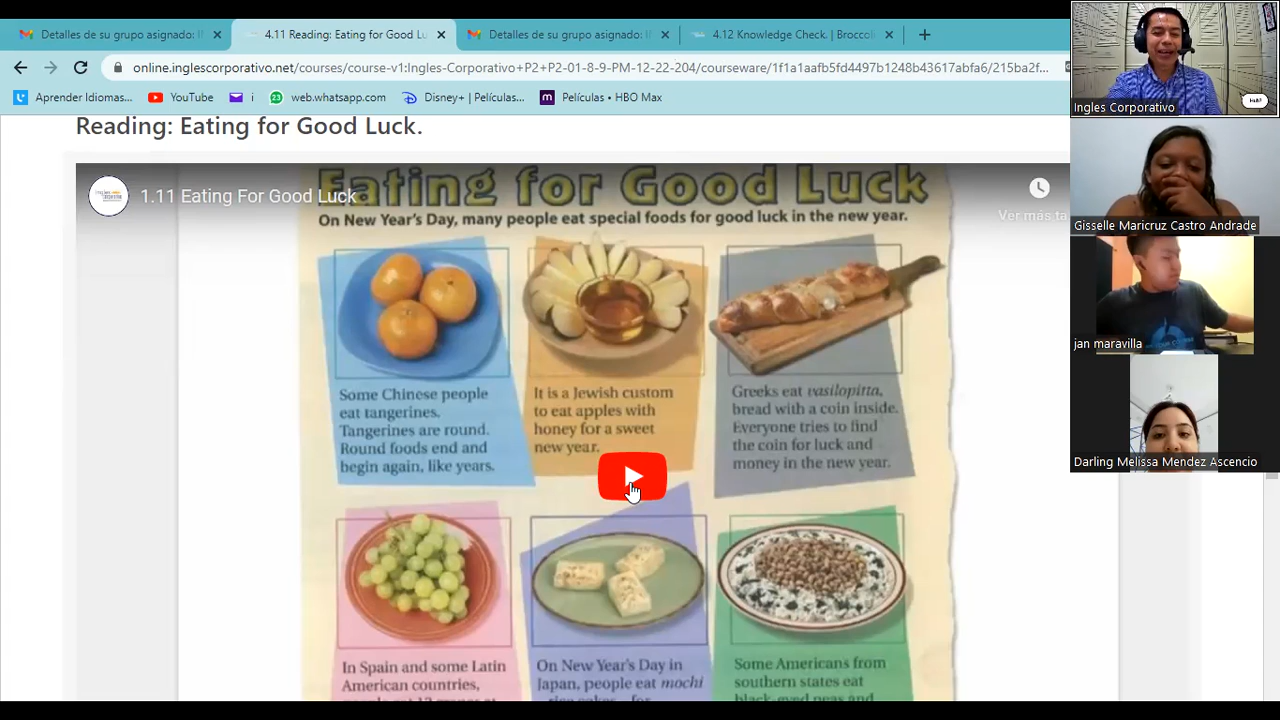 Detalles de su grupo asignado: I
4.11 Reading: Eating for Good Lu
Detalles de su grupo asignado: I
4.12 Knowledge Check. | Broccol
online.inglescorporativo.net/courses/course-v1:Ingles-Corporativo+P2+P2-01-8-9-PM-12-22-204/courseware/1f1a1aafb5fd4497b1248b43617abfa6/215ba2f...
Aprender Idiomas...
YouTube
i
web.whatsapp.com
Disney+ | Películas...
Películas • HBO Max
Ingles Corporativo
Reading: Eating for Good Luck.
1.11 Eating For Good Luck
Ver más ta
Eating for Good Luck
On New Year's Day, many people eat special foods for good luck in the new year.
Some Chinese people
eat tangerines.
Tangerines are round.
Round foods end and
begin again, like years.
It is a Jewish custom
to eat apples with
honey for a sweet
new year.
Greeks eat vasilopitta,
bread with a coin inside.
Everyone tries to find
the coin for luck and
money in the new year.
In Spain and some Latin
American countries,
On New Year's Day in
Japan, people eat mochi
Some Americans from
southern states eat
black-eyed peas and
Gisselle Maricruz Castro Andrade
jan maravilla
Darling Melissa Mendez Ascencio